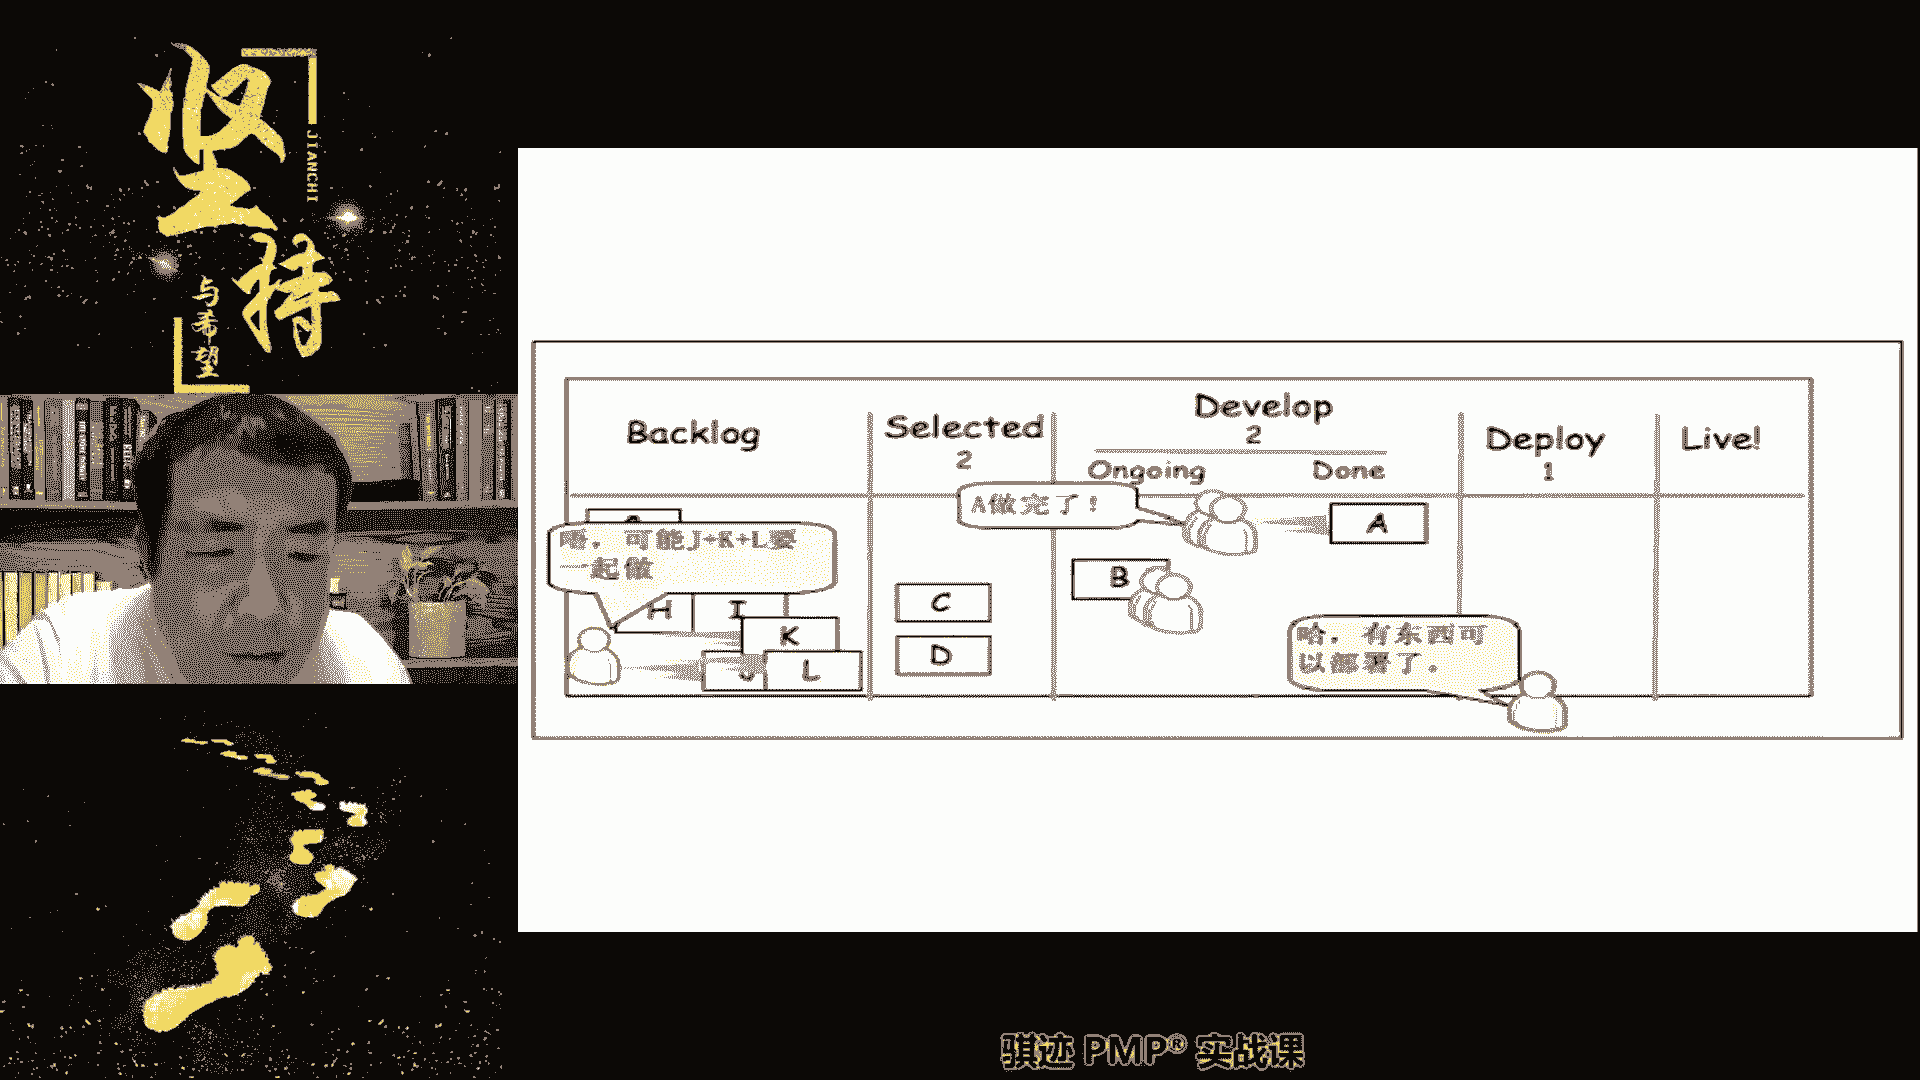 坚持
JIANCHI
与希望
Backlog
Selected
2
Develop
2
Ongoing
Done
Deploy
1
Live!
A做完了!
A
唔，可能J+K+L要
一起做
B
C
H
I
K
D
J
L
哈，有东西可
以部署了。
骐迹 PMP® 实战课